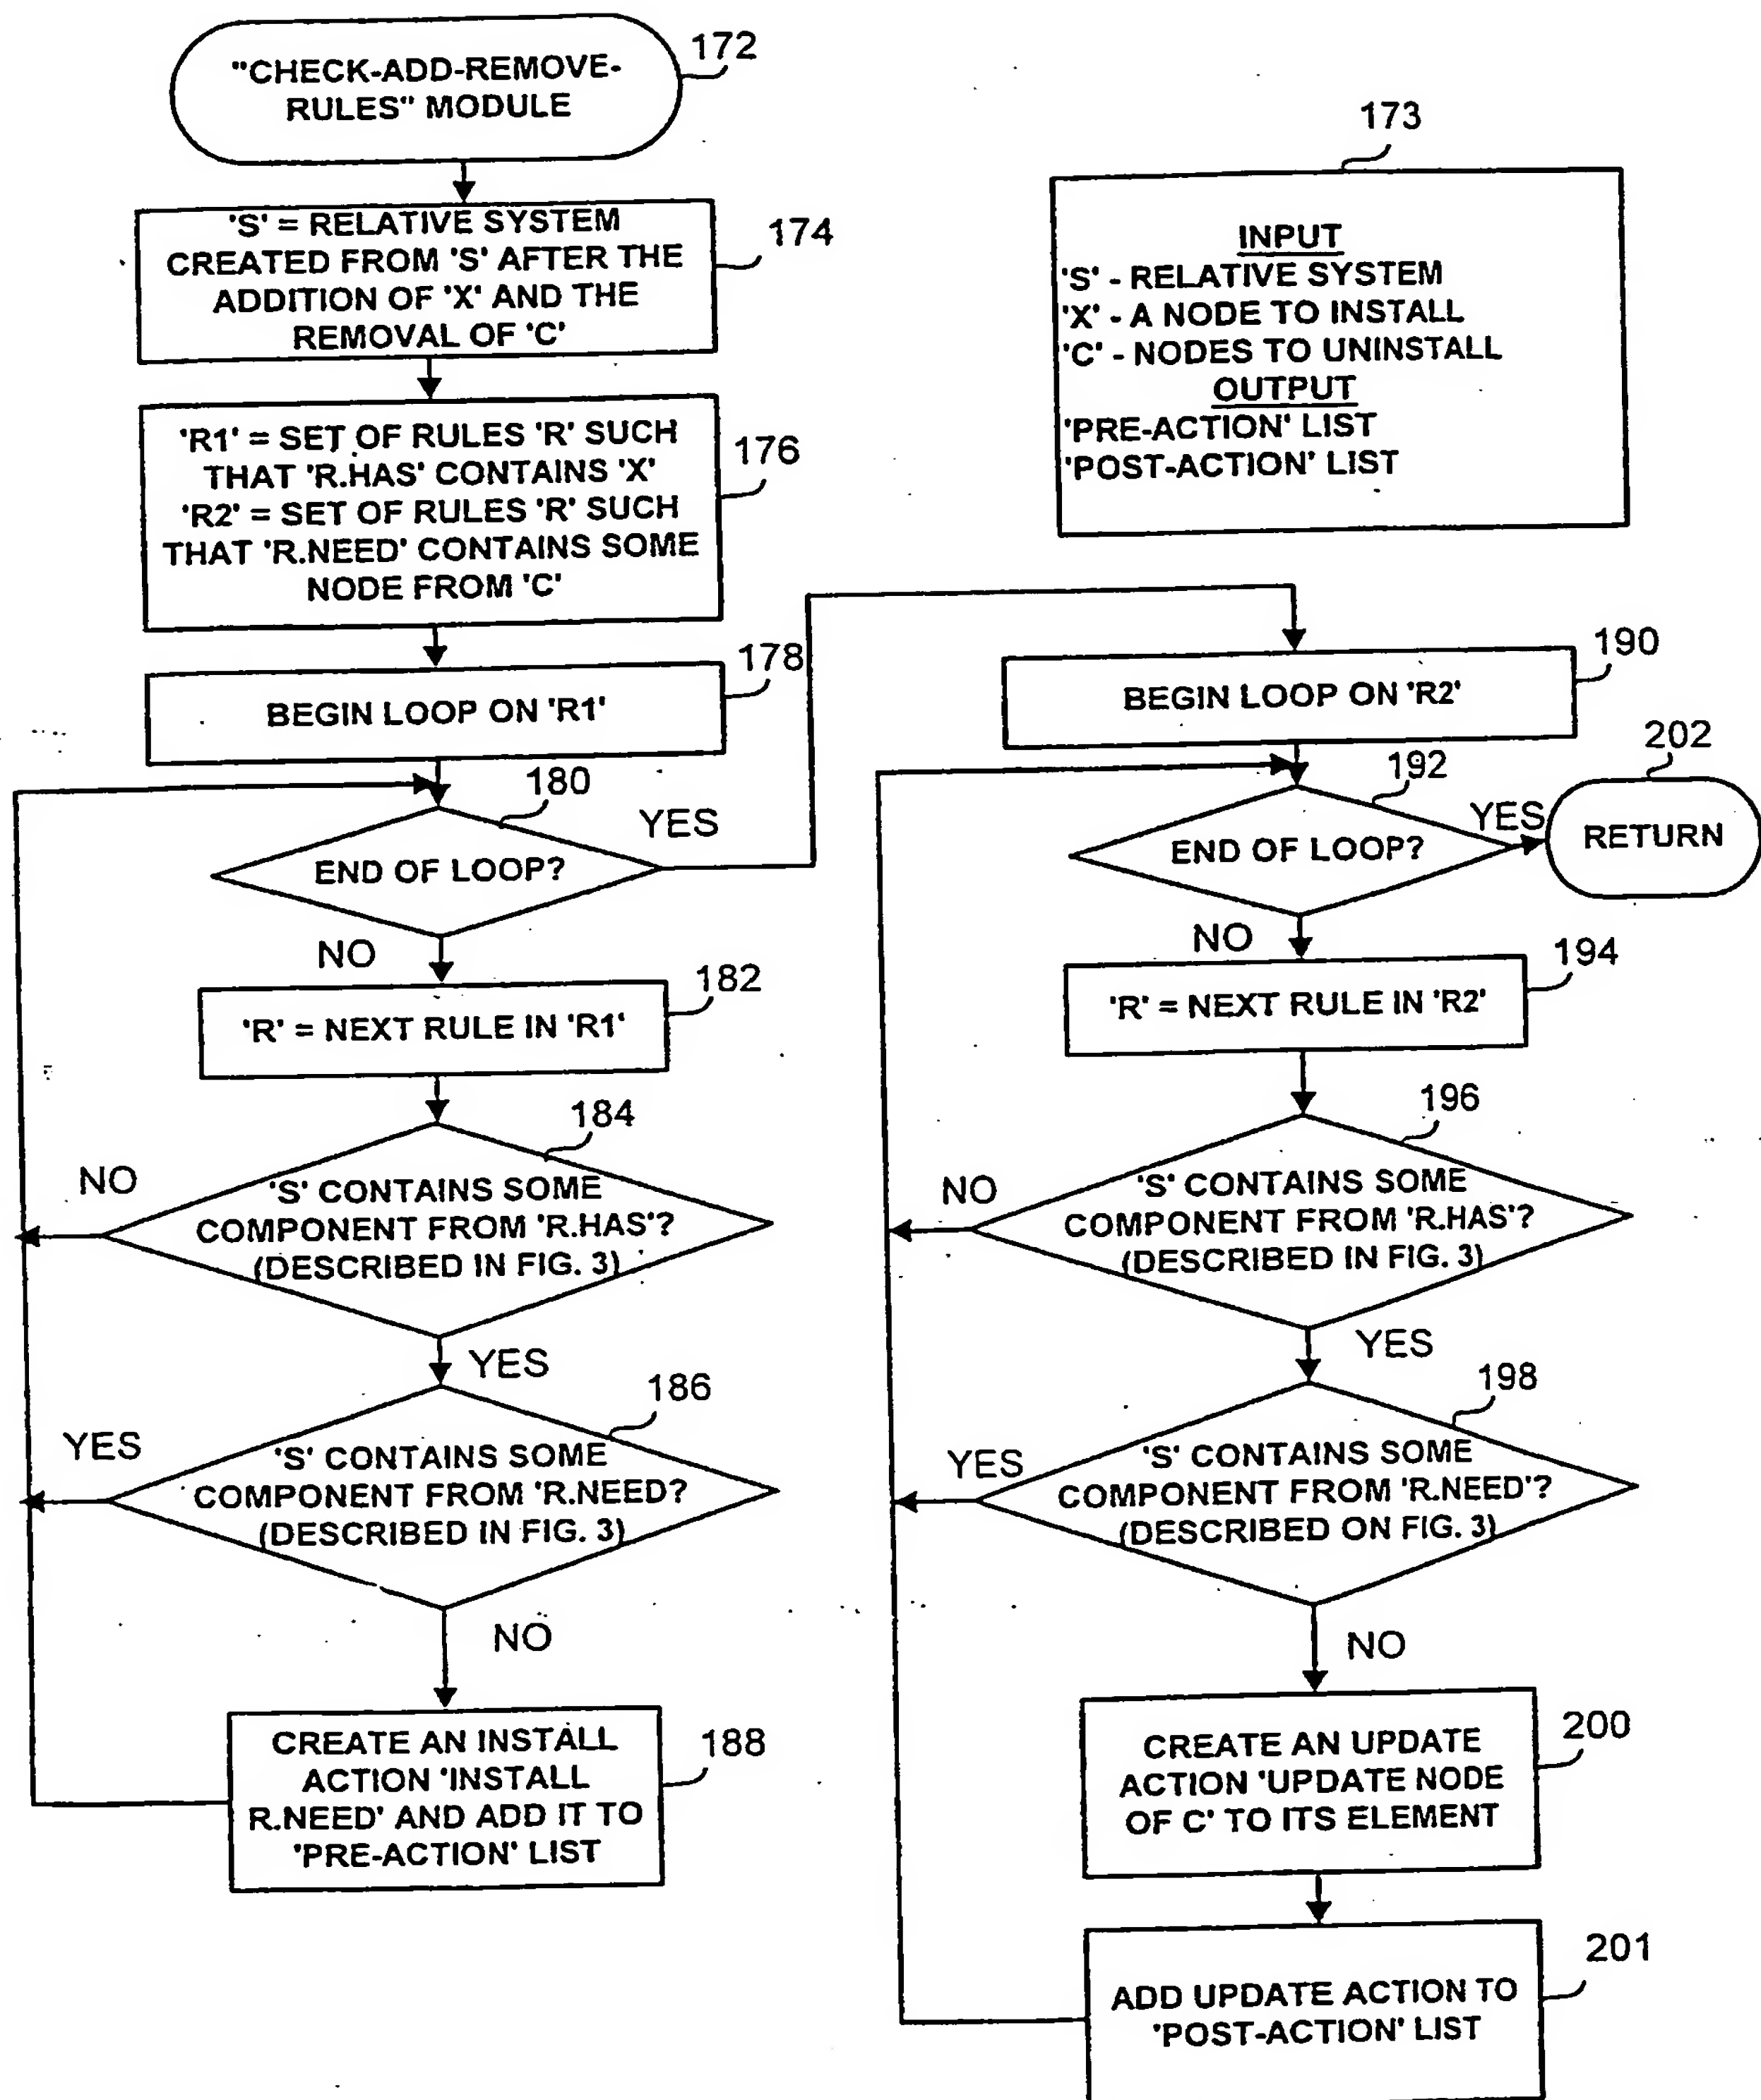 172
"CHECK-ADD-REMOVE-
RULES" MODULE
'S' = RELATIVE SYSTEM
CREATED FROM 'S' AFTER THE
ADDITION OF 'X' AND THE
REMOVAL OF 'C'
174
'R1' = SET OF RULES 'R' SUCH
THAT 'R.HAS' CONTAINS 'X'
'R2' = SET OF RULES 'R' SUCH
THAT 'R.NEED' CONTAINS SOME
NODE FROM 'C'
176
BEGIN LOOP ON 'R1'
178
180
END OF LOOP?
YES
NO
182
'R' = NEXT RULE IN 'R1'
184
NO
'S' CONTAINS SOME
COMPONENT FROM 'R.HAS'?
(DESCRIBED IN FIG. 3)
YES
186
YES
'S' CONTAINS SOME
COMPONENT FROM 'R.NEED?
(DESCRIBED IN FIG. 3)
NO
CREATE AN INSTALL
ACTION 'INSTALL
R.NEED' AND ADD IT TO
'PRE-ACTION' LIST
188
173
INPUT
'S' - RELATIVE SYSTEM
'X' - A NODE TO INSTALL
'C' - NODES TO UNINSTALL
OUTPUT
'PRE-ACTION' LIST
'POST-ACTION' LIST
190
BEGIN LOOP ON 'R2'
192
END OF LOOP?
YES
202
RETURN
NO
194
'R' = NEXT RULE IN 'R2'
196
NO
'S' CONTAINS SOME
COMPONENT FROM 'R.HAS'?
(DESCRIBED IN FIG. 3)
YES
198
YES
'S' CONTAINS SOME
COMPONENT FROM 'R.NEED'?
(DESCRIBED ON FIG. 3)
NO
CREATE AN UPDATE
ACTION 'UPDATE NODE
OF C' TO ITS ELEMENT
200
ADD UPDATE ACTION TO
'POST-ACTION' LIST
201